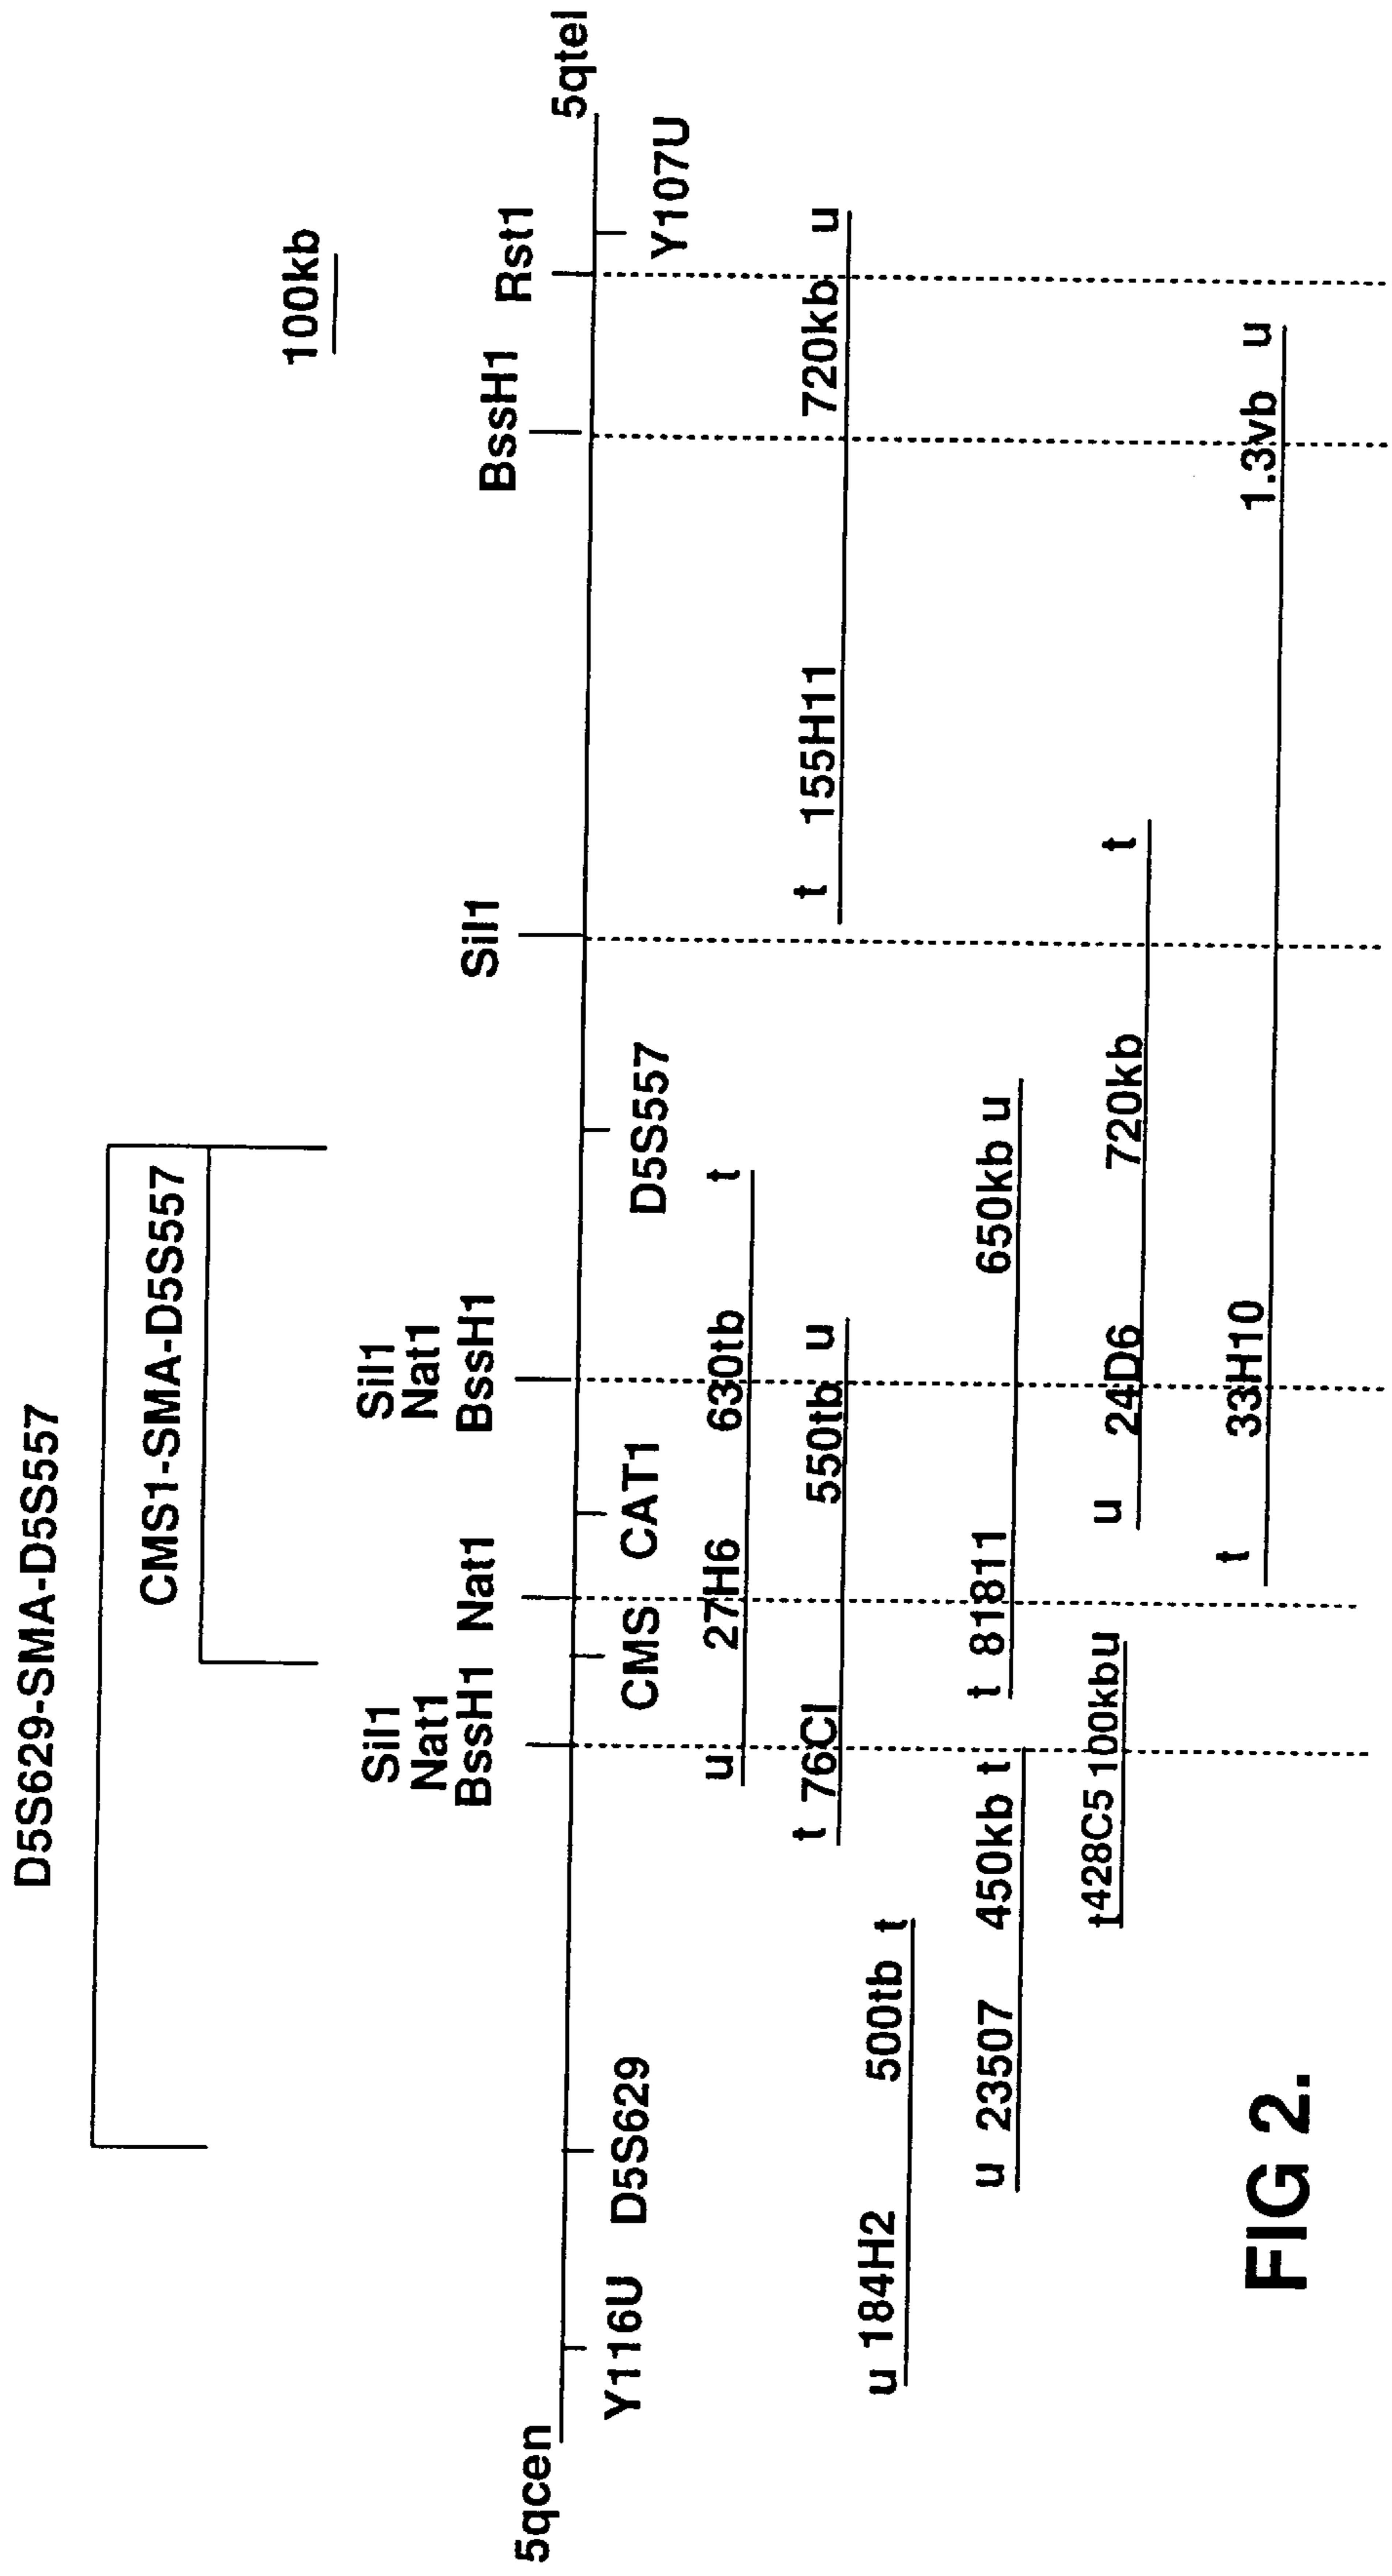 D5S629-SMA-D5S557
CMS1-SMA-D5S557
100kb
Sil1
Nat1
BssH1
Nat1
Sil1
Nat1
BssH1
Sil1
BssH1
Rst1
5qcen
5qtel
Y116U
D5S629
CMS
CAT1
D5S557
Y107U
u 27H6 630tb t
t 76Cl 550tb u
t 155H11 720kb u
u 184H2 500tb t
u 23507 450kb t
t 81811 650kb u
t428C5 100kbu
u 24D6 720kb t
t 33H10 1.3vb u
FIG 2.